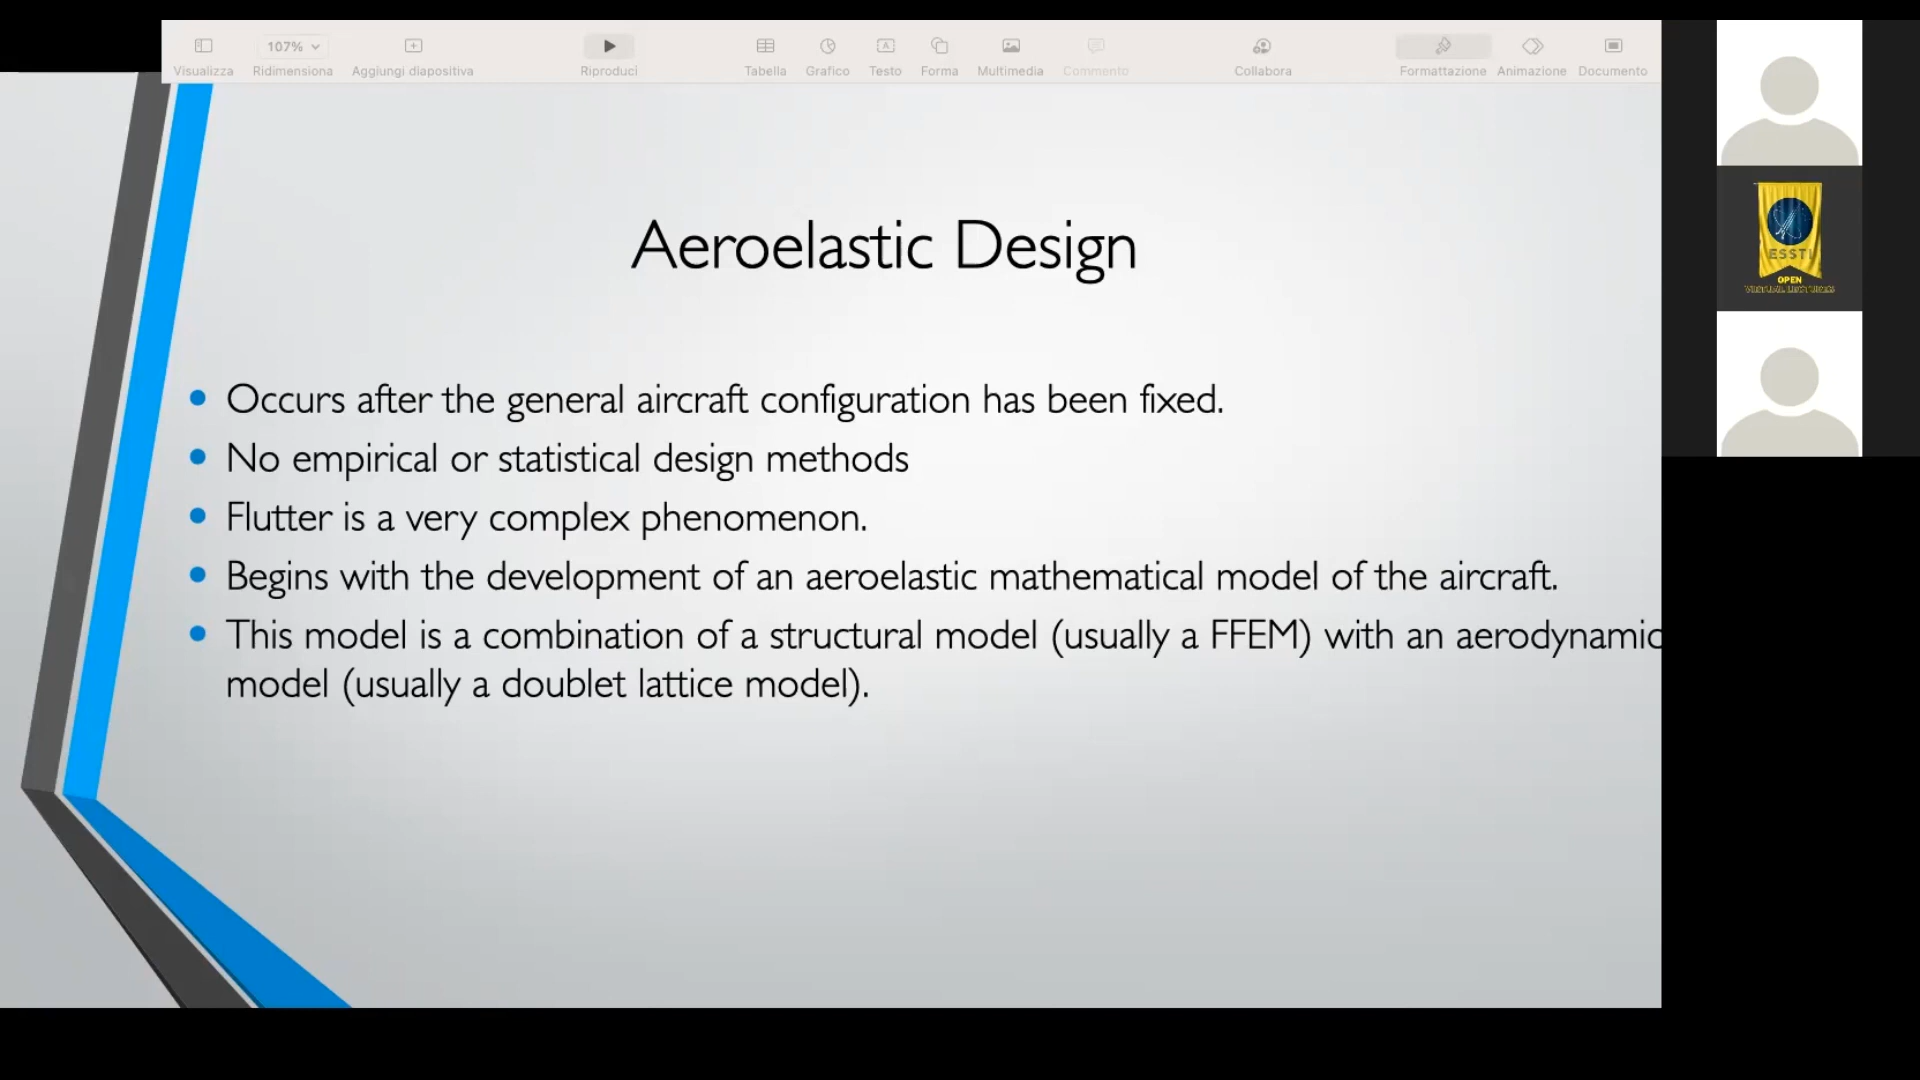 107%
Visualizza Ridimensiona Aggiungi diapositiva Riproduci Tabella Grafico Testo Forma Multimedia Commento Collabora Formattazione Animazione Documento
ESSTI
OPEN
VIRTUAL LECTURES
Aeroelastic Design
Occurs after the general aircraft configuration has been fixed.
No empirical or statistical design methods
Flutter is a very complex phenomenon.
Begins with the development of an aeroelastic mathematical model of the aircraft.
This model is a combination of a structural model (usually a FFEM) with an aerodynamic
model (usually a doublet lattice model).